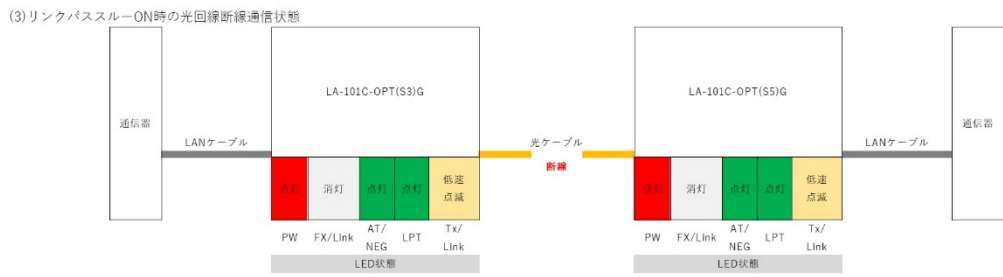 (3)リンクパススルーON時の光回線断線通信状態
LA-101C-OPT(S3)G
LA-101C-OPT(S5)G
通信器
LANケーブル
光ケーブル
断線
LANケーブル
通信器
点灯
消灯
点灯
点灯
低速
点滅
点灯
消灯
点灯
点灯
低速
点滅
PW
FX/Link
AT/
NEG
LPT
Tx/
Link
PW
FX/Link
AT/
NEG
LPT
Tx/
Link
LED状態
LED状態